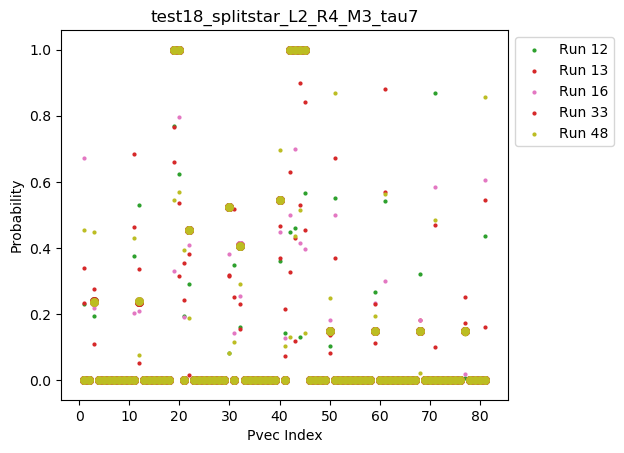 test18_splitstar_L2_R4_M3_tau7
1.0
0.8
0.6
0.4
0.2
0.0
Probability
0 10 20 30 40 50 60 70 80
Pvec Index
Run 12
Run 13
Run 16
Run 33
Run 48